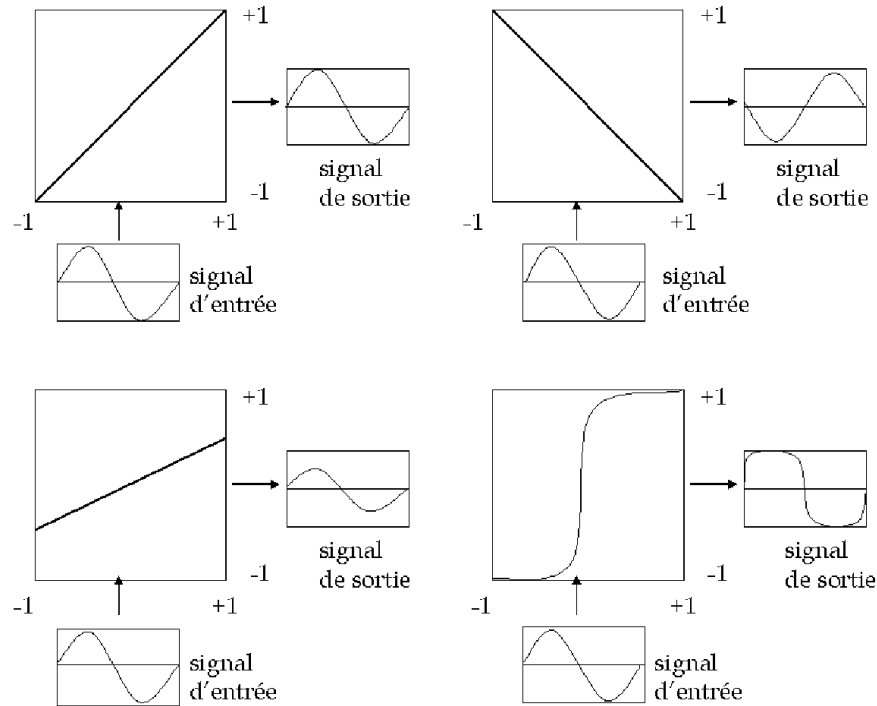 +1
signal
de sortie
-1
-1
+1
signal
d'entrée
+1
signal
de sortie
-1
-1
+1
signal
d'entrée
+1
signal
de sortie
-1
-1
+1
signal
d'entrée
+1
signal
de sortie
-1
-1
+1
signal
d'entrée